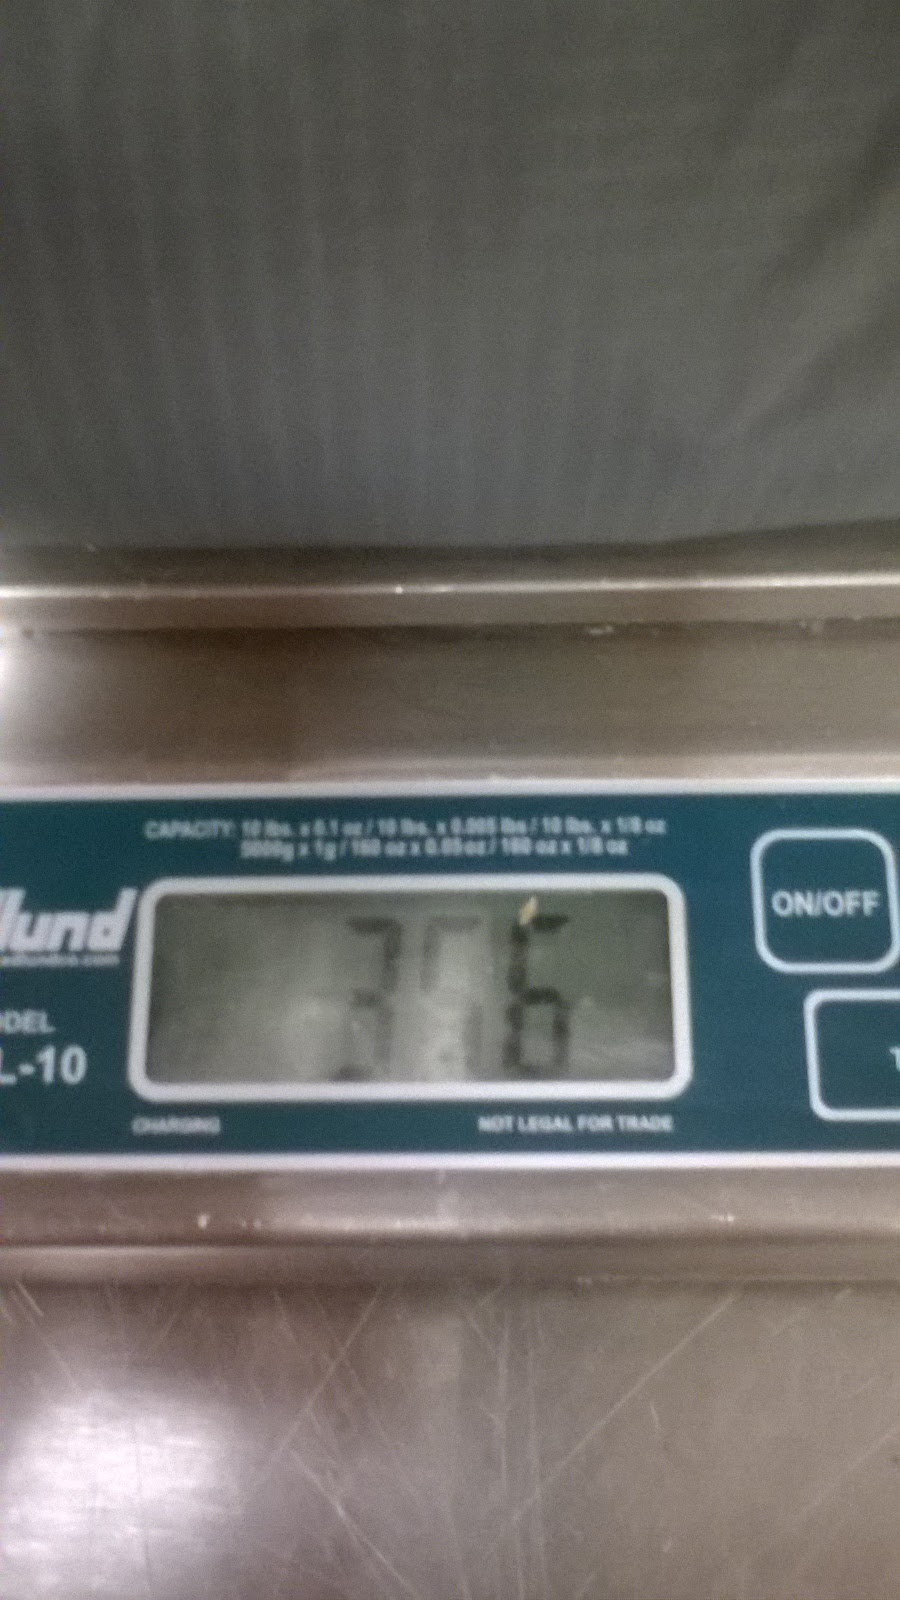 CAPACITY: 10 lbs. x 0.1 oz / 10 lbs. x 0.005 lbs / 10 lbs. x 1/8 oz
5000g x 1g / 160 oz x 0.05 oz / 160 oz x 1/8 oz
lund
ON/OFF
DEL
L-10
T
CHARGING
NOT LEGAL FOR TRADE